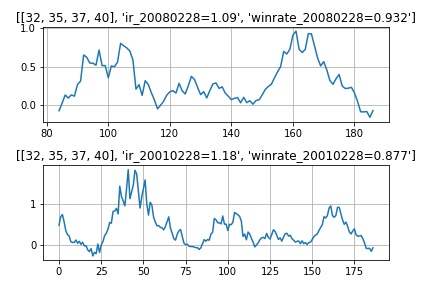 [[32, 35, 37, 40], 'ir_20080228=1.09', 'winrate_20080228=0.932']
1.0
0.5
0.0
80 100 120 140 160 180
[[32, 35, 37, 40], 'ir_20010228=1.18', 'winrate_20010228=0.877']
1
0
0 25 50 75 100 125 150 175